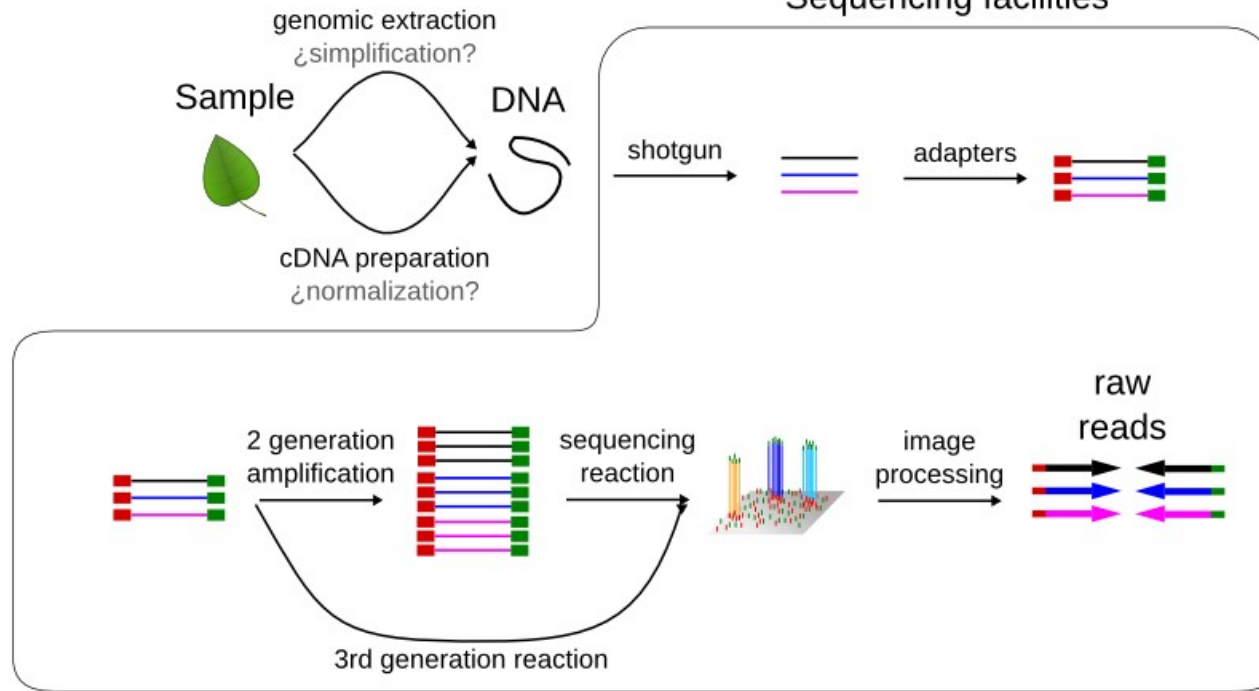 Sequencing facilities
genomic extraction
¿simplification?
Sample
DNA
shotgun
adapters
cDNA preparation
¿normalization?
2 generation
amplification
sequencing
reaction
image
processing
raw
reads
3rd generation reaction